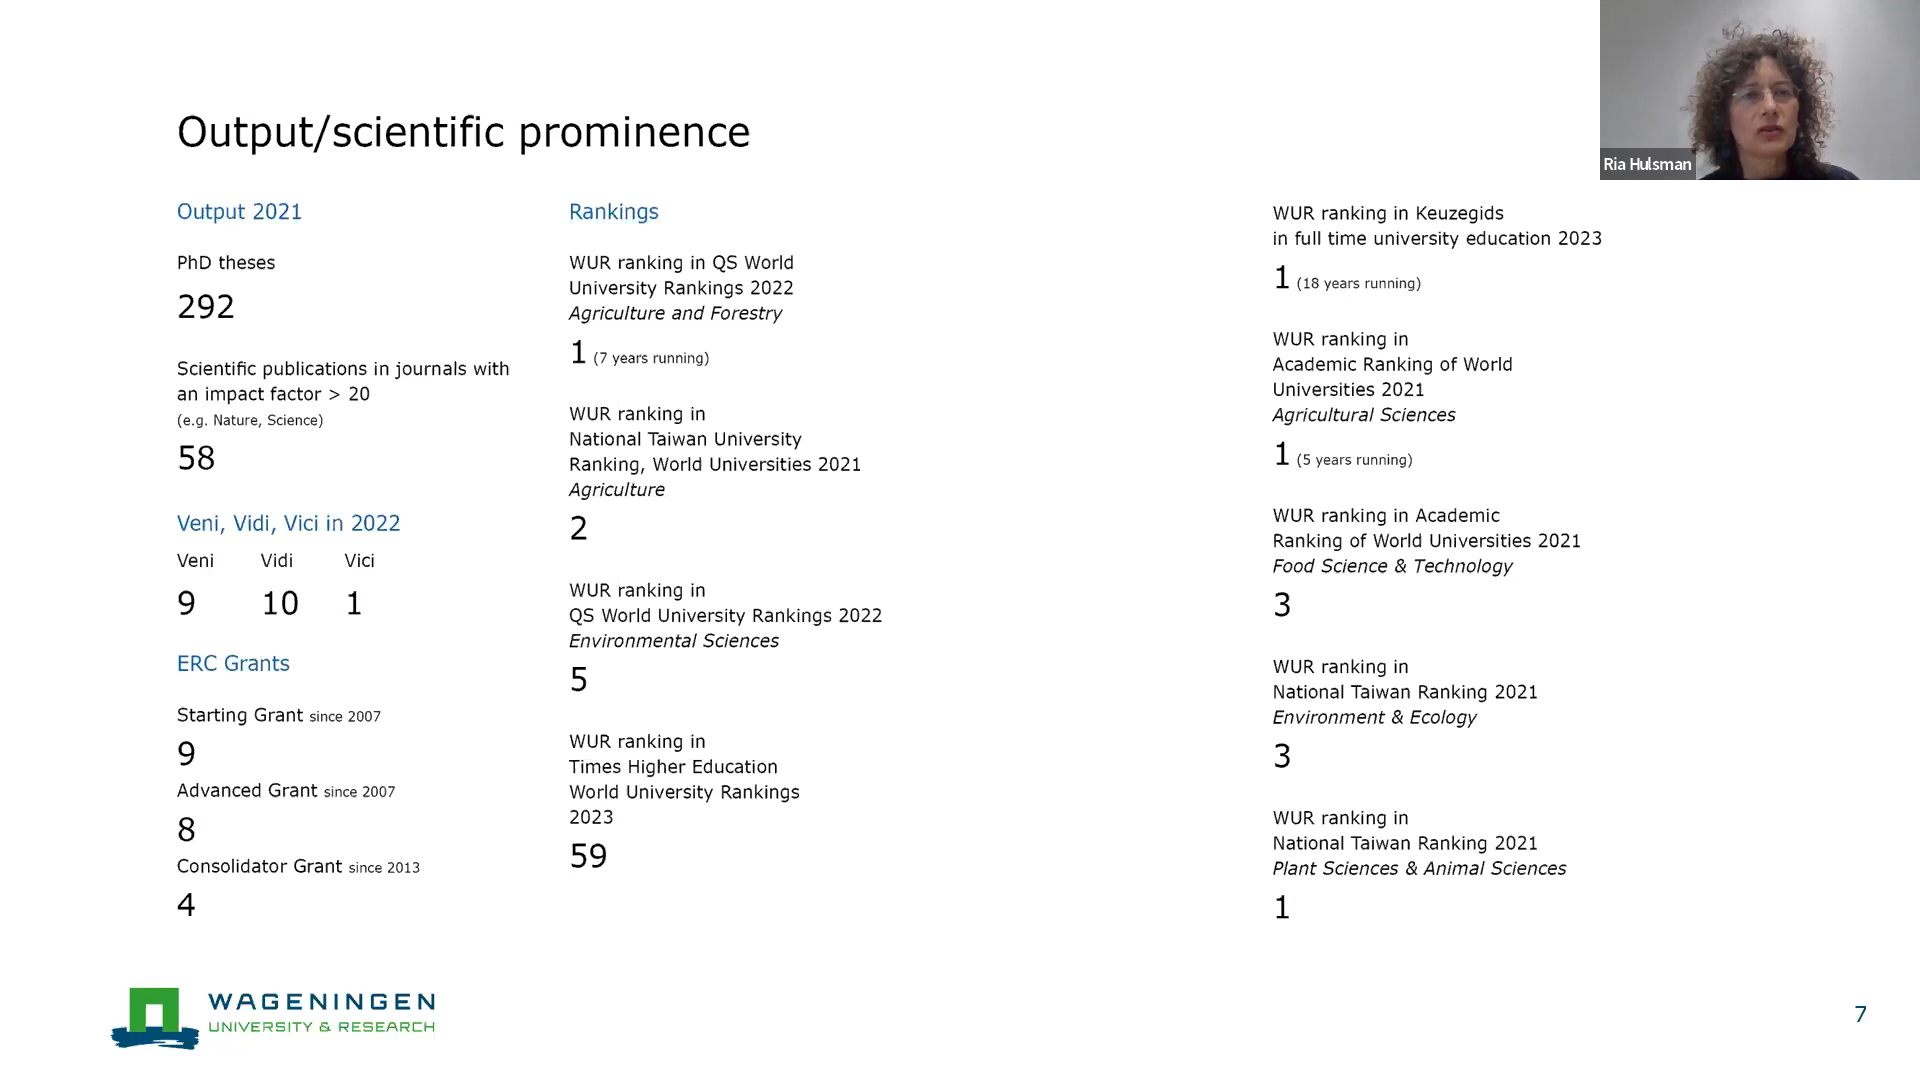 Output/scientific prominence
Output 2021
PhD theses
292
Scientific publications in journals with
an impact factor > 20
(e.g. Nature, Science)
58
Veni, Vidi, Vici in 2022
Veni Vidi Vici
9 10 1
ERC Grants
Starting Grant since 2007
9
Advanced Grant since 2007
8
Consolidator Grant since 2013
4
Rankings
WUR ranking in QS World
University Rankings 2022
Agriculture and Forestry
1 (7 years running)
WUR ranking in
National Taiwan University
Ranking, World Universities 2021
Agriculture
2
WUR ranking in
QS World University Rankings 2022
Environmental Sciences
5
WUR ranking in
Times Higher Education
World University Rankings
2023
59
WUR ranking in Keuzegids
in full time university education 2023
1 (18 years running)
WUR ranking in
Academic Ranking of World
Universities 2021
Agricultural Sciences
1 (5 years running)
WUR ranking in Academic
Ranking of World Universities 2021
Food Science & Technology
3
WUR ranking in
National Taiwan Ranking 2021
Environment & Ecology
3
WUR ranking in
National Taiwan Ranking 2021
Plant Sciences & Animal Sciences
1
Ria Hulsman
WAGENINGEN
UNIVERSITY & RESEARCH
7